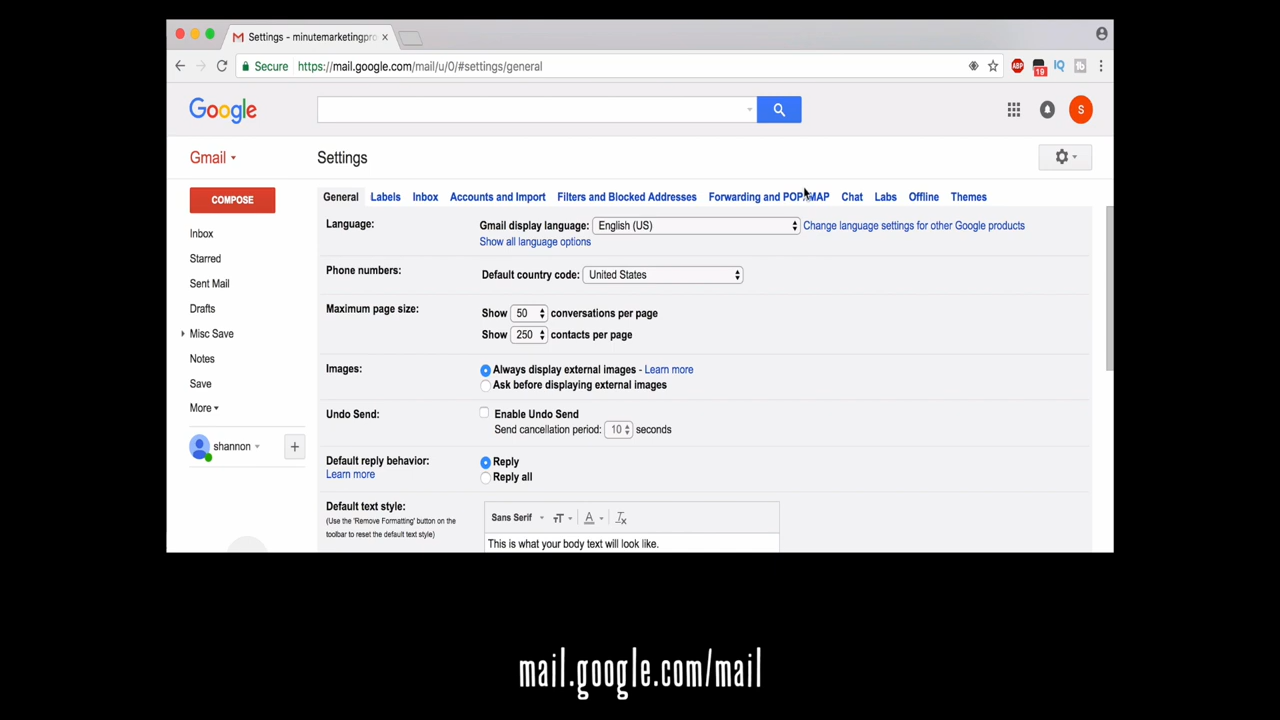 Settings - minutemarketingpro
Secure https://mail.google.com/mail/u/0/#settings/general
ABP 19 IQ tb
Google
S
Gmail Settings
COMPOSE
General Labels Inbox Accounts and Import Filters and Blocked Addresses Forwarding and POP/IMAP Chat Labs Offline Themes
Inbox
Starred
Sent Mail
Drafts
Misc Save
Notes
Save
More
shannon
Language: Gmail display language: English (US) Change language settings for other Google products
Show all language options
Phone numbers: Default country code: United States
Maximum page size: Show 50 conversations per page
Show 250 contacts per page
Images: Always display external images - Learn more
Ask before displaying external images
Undo Send: Enable Undo Send
Send cancellation period: 10 seconds
Default reply behavior: Reply
Learn more
Reply all
Default text style:
(Use the 'Remove Formatting' button on the
toolbar to reset the default text style)
Sans Serif
This is what your body text will look like.
mail.google.com/mail